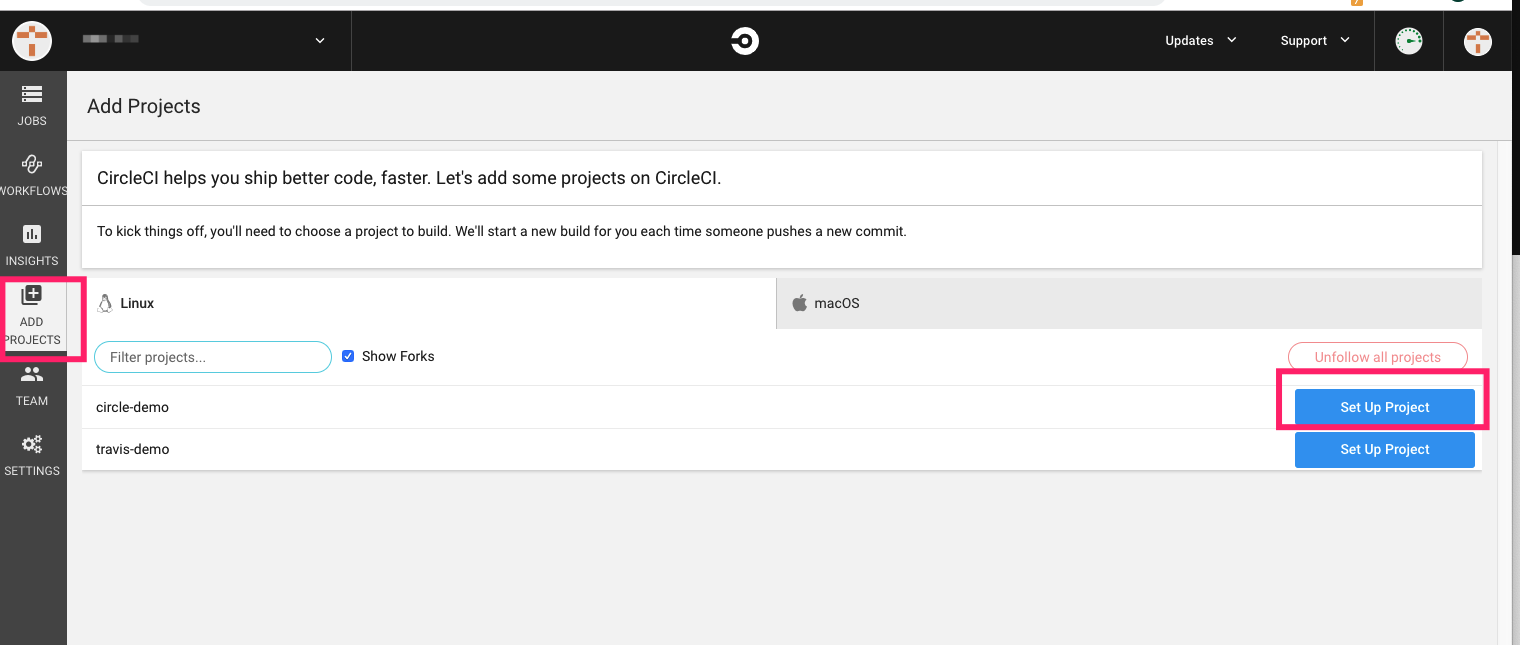 Updates
Support
JOBS
WORKFLOWS
INSIGHTS
ADD
PROJECTS
TEAM
SETTINGS
Add Projects
CircleCI helps you ship better code, faster. Let's add some projects on CircleCI.
To kick things off, you'll need to choose a project to build. We'll start a new build for you each time someone pushes a new commit.
Linux
macOS
Filter projects...
Show Forks
Unfollow all projects
circle-demo
Set Up Project
travis-demo
Set Up Project